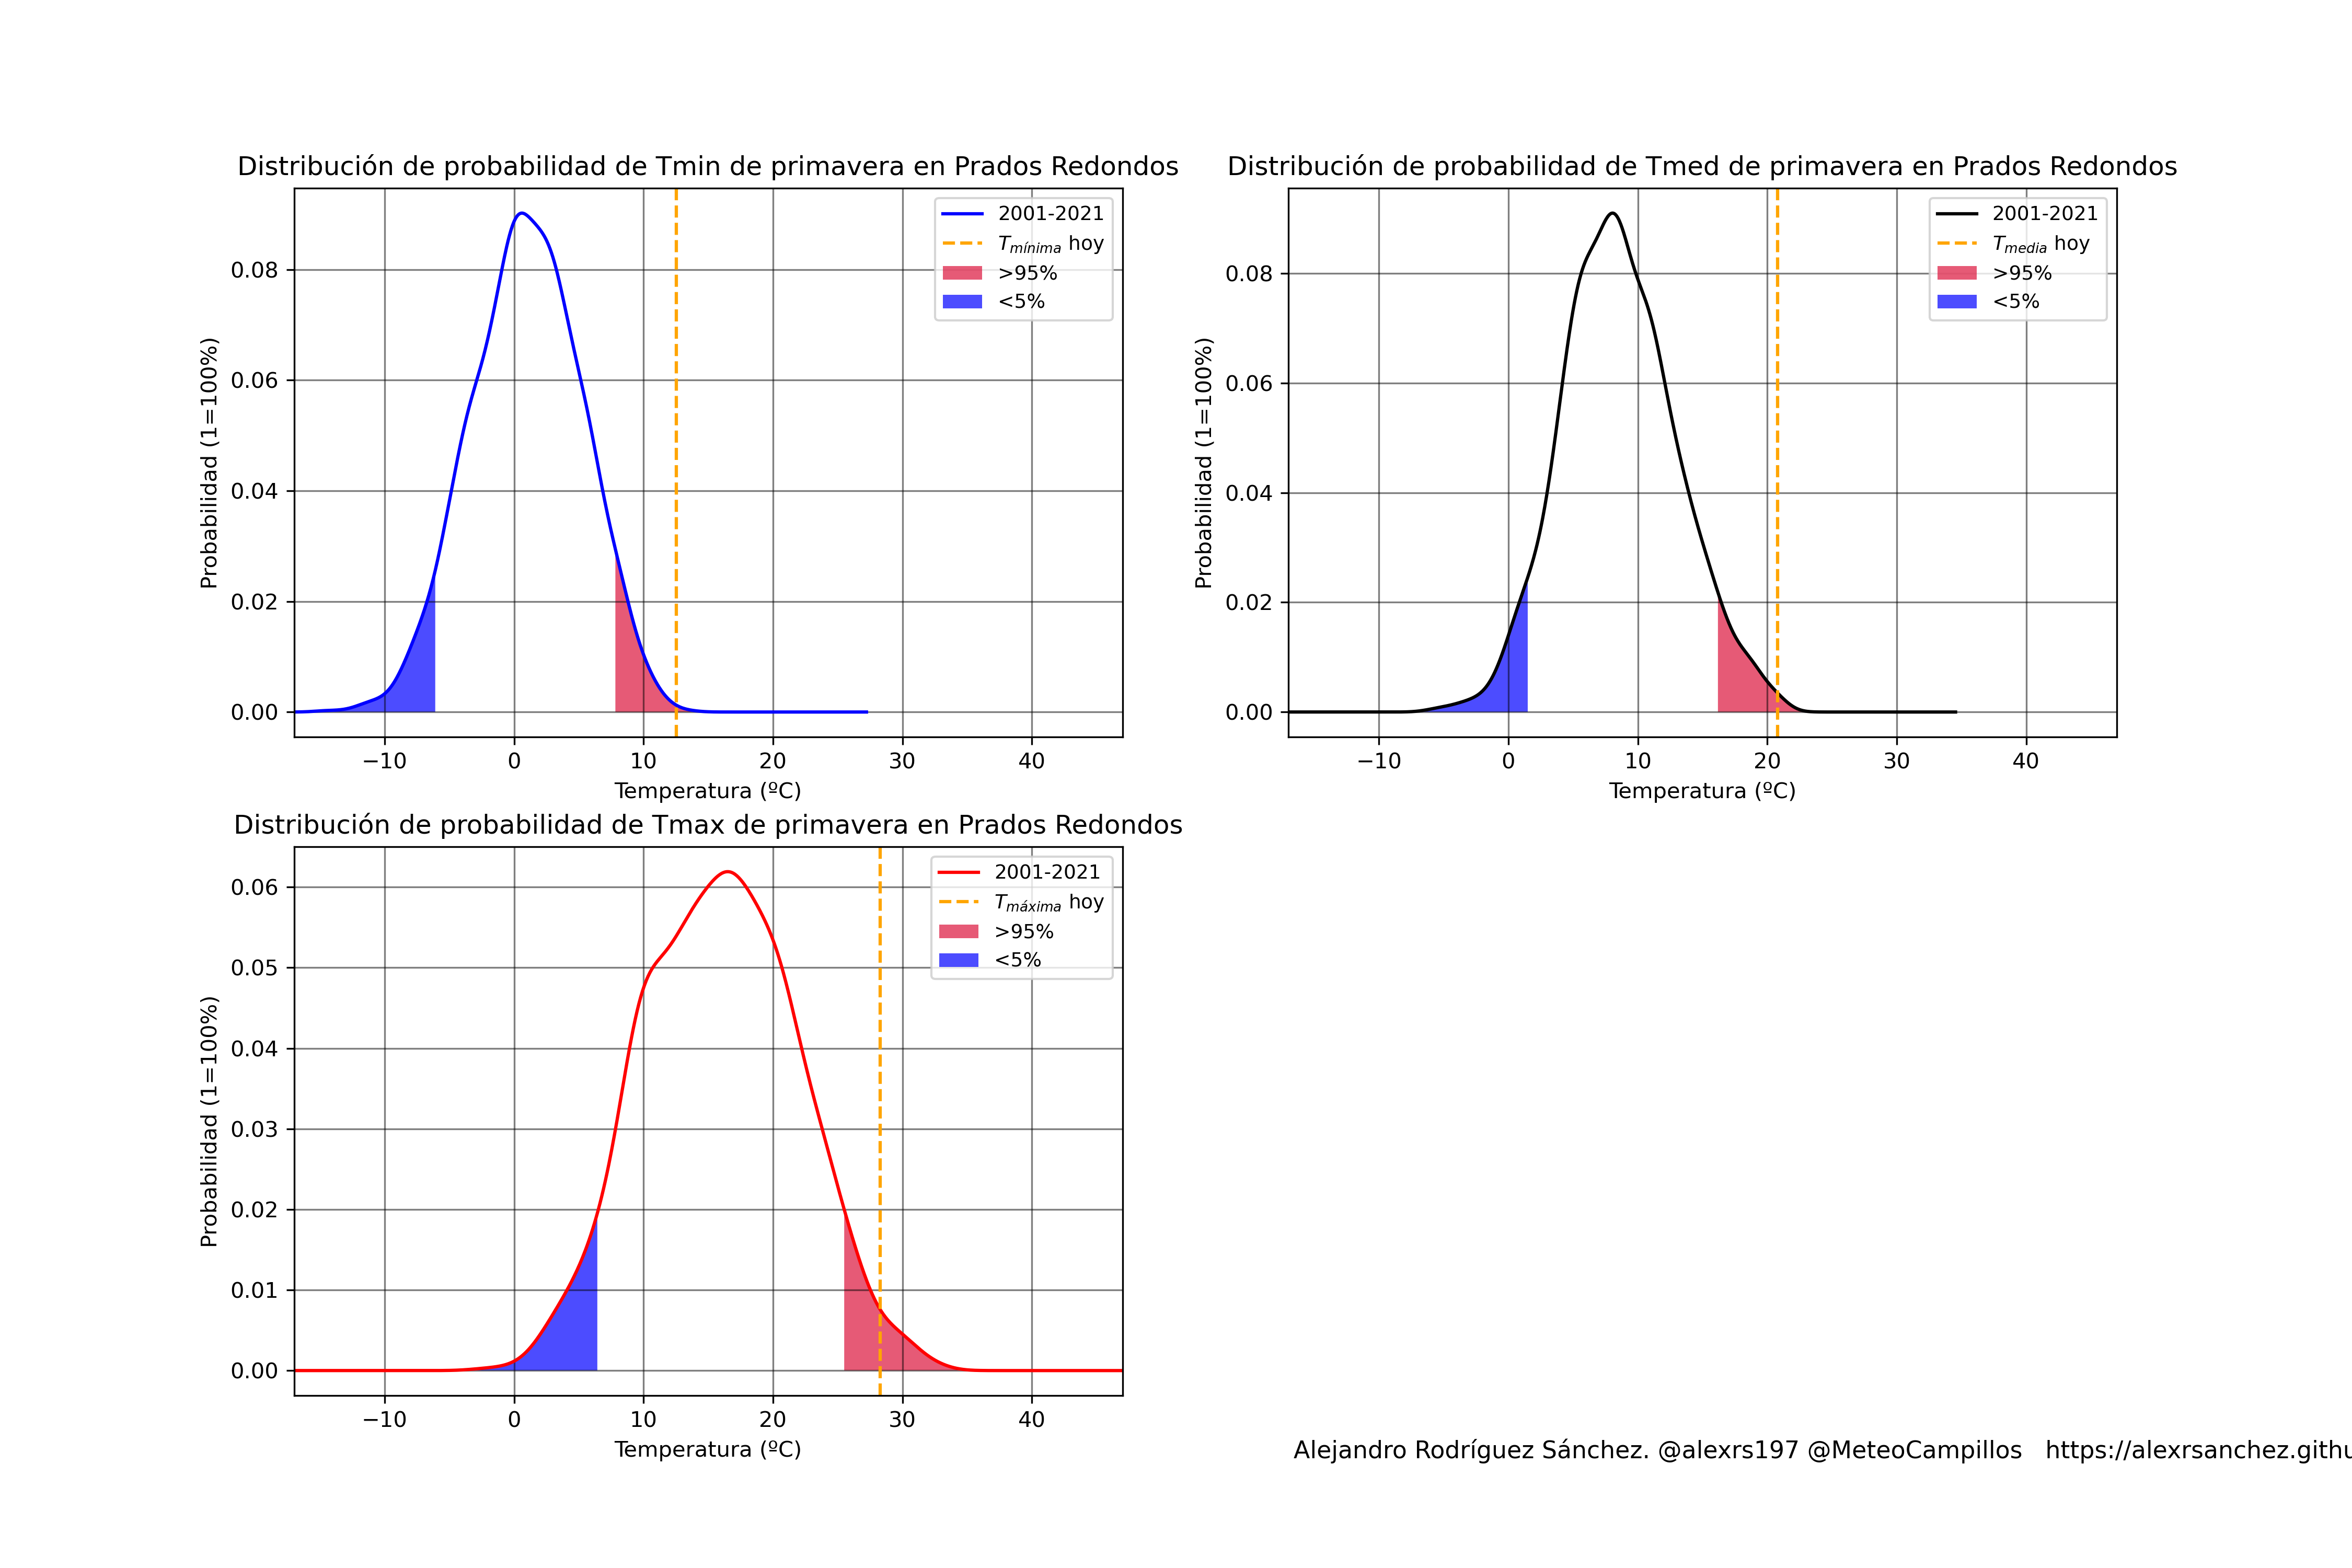 Distribución de probabilidad de Tmin de primavera en Prados Redondos
Probabilidad (1=100%)
0.08
0.06
0.04
0.02
0.00
−10 0 10 20 30 40
Temperatura (ºC)
2001-2021
Tmínima hoy
>95%
<5%
Distribución de probabilidad de Tmed de primavera en Prados Redondos
Probabilidad (1=100%)
0.08
0.06
0.04
0.02
0.00
−10 0 10 20 30 40
Temperatura (ºC)
2001-2021
Tmedia hoy
>95%
<5%
Distribución de probabilidad de Tmax de primavera en Prados Redondos
Probabilidad (1=100%)
0.06
0.05
0.04
0.03
0.02
0.01
0.00
−10 0 10 20 30 40
Temperatura (ºC)
2001-2021
Tmáxima hoy
>95%
<5%
Alejandro Rodríguez Sánchez. @alexrs197 @MeteoCampillos https://alexrsanchez.githu